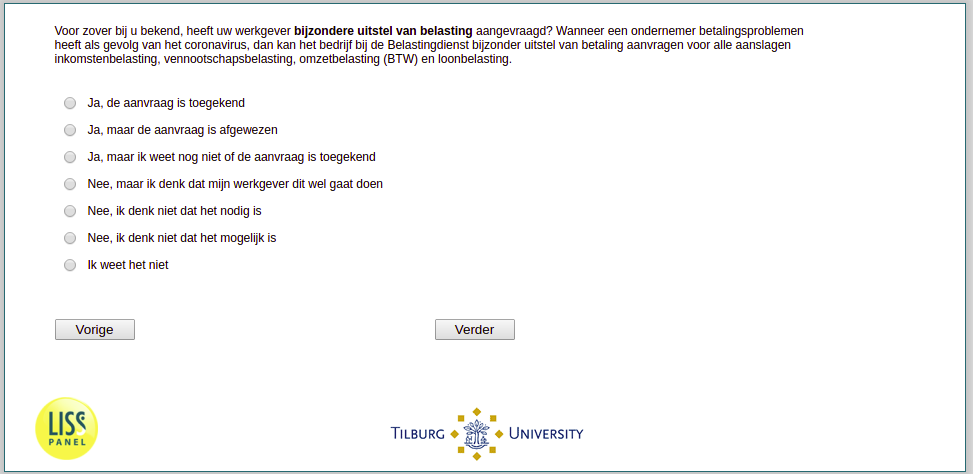 Voor zover bij u bekend, heeft uw werkgever bijzondere uitstel van belasting aangevraagd? Wanneer een ondernemer betalingsproblemen
heeft als gevolg van het coronavirus, dan kan het bedrijf bij de Belastingdienst bijzonder uitstel van betaling aanvragen voor alle aanslagen
inkomstenbelasting, vennootschapsbelasting, omzetbelasting (BTW) en loonbelasting.
Ja, de aanvraag is toegekend
Ja, maar de aanvraag is afgewezen
Ja, maar ik weet nog niet of de aanvraag is toegekend
Nee, maar ik denk dat mijn werkgever dit wel gaat doen
Nee, ik denk niet dat het nodig is
Nee, ik denk niet dat het mogelijk is
Ik weet het niet
Vorige
Verder
LISS
PANEL
TILBURG UNIVERSITY